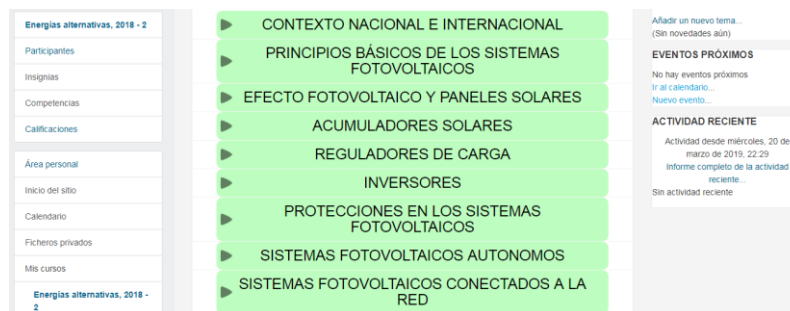 Energías alternativas, 2018 - 2
Participantes
Insignias
Competencias
Calificaciones
Área personal
Inicio del sitio
Calendario
Ficheros privados
Mis cursos
Energías alternativas, 2018 -
2
CONTEXTO NACIONAL E INTERNACIONAL
PRINCIPIOS BÁSICOS DE LOS SISTEMAS
FOTOVOLTAICOS
EFECTO FOTOVOLTAICO Y PANELES SOLARES
ACUMULADORES SOLARES
REGULADORES DE CARGA
INVERSORES
PROTECCIONES EN LOS SISTEMAS
FOTOVOLTAICOS
SISTEMAS FOTOVOLTAICOS AUTONOMOS
SISTEMAS FOTOVOLTAICOS CONECTADOS A LA
RED
Añadir un nuevo tema...
(Sin novedades aún)
EVENTOS PRÓXIMOS
No hay eventos próximos
Ir al calendario...
Nuevo evento...
ACTIVIDAD RECIENTE
Actividad desde miércoles, 20 de
marzo de 2019, 22:29
Informe completo de la actividad
reciente...
Sin actividad reciente